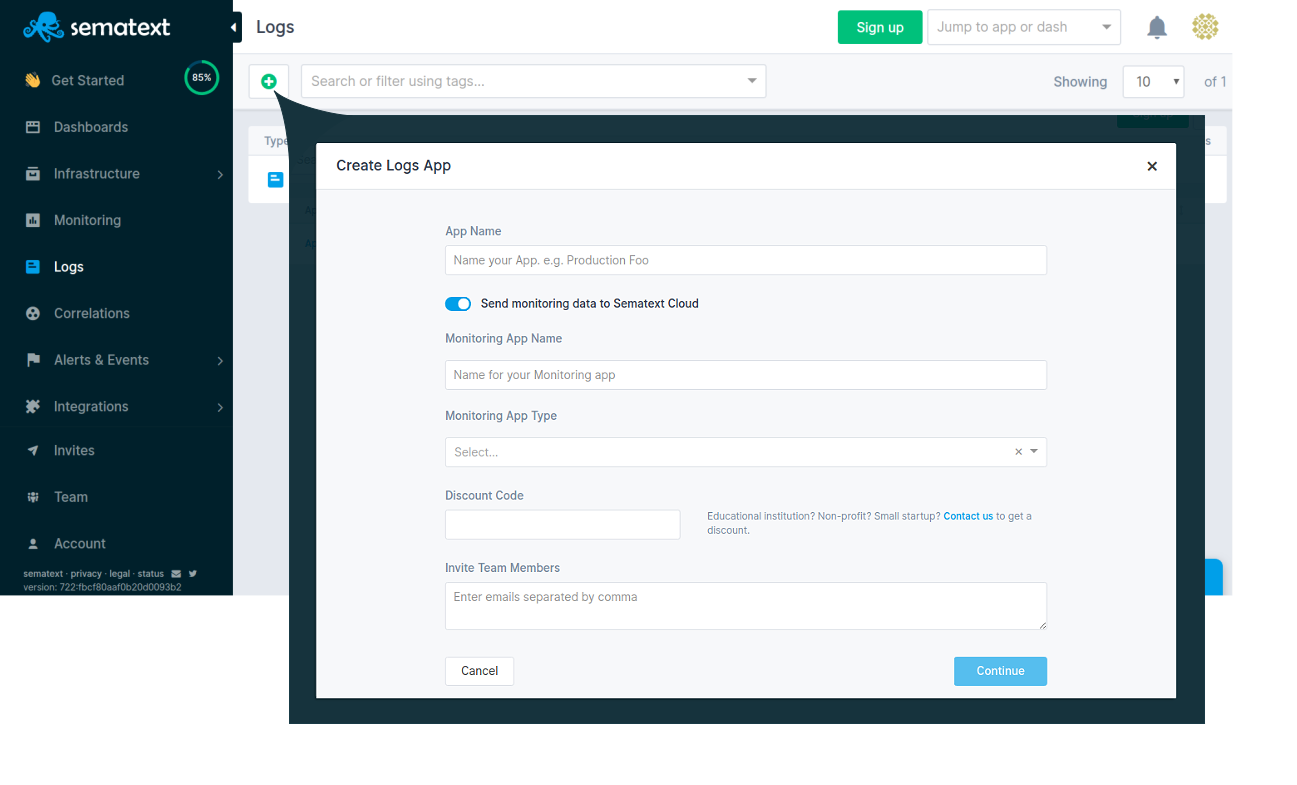 sematext
Logs
Sign up
Jump to app or dash
Get Started
85%
Search or filter using tags...
Showing
10
of 1
Dashboards
Infrastructure
Monitoring
Logs
Correlations
Alerts & Events
Integrations
Invites
Team
Account
sematext · privacy · legal · status
version: 722:fbcf80aaf0b20d0093b2
Type
s
Create Logs App
App Name
Name your App. e.g. Production Foo
Send monitoring data to Sematext Cloud
Monitoring App Name
Name for your Monitoring app
Monitoring App Type
Select...
Discount Code
Educational institution? Non-profit? Small startup? Contact us to get a
discount.
Invite Team Members
Enter emails separated by comma
Cancel
Continue